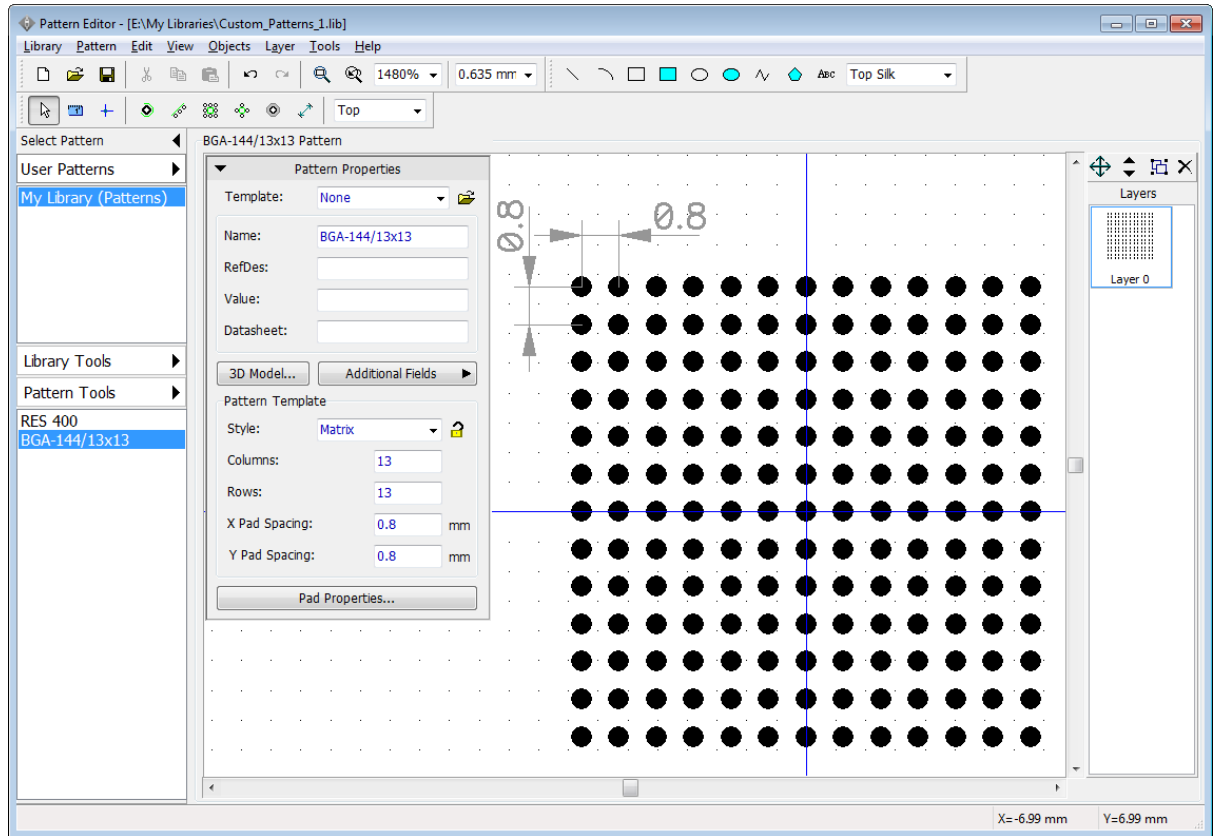 Pattern Editor - [E:\My Libraries\Custom_Patterns_1.lib]
Library Pattern Edit View Objects Layer Tools Help
1480% 0.635 mm ABC Top Silk
Top
Select Pattern
BGA-144/13x13 Pattern
User Patterns
My Library (Patterns)
Library Tools
Pattern Tools
RES 400
BGA-144/13x13
Pattern Properties
Template: None
Name: BGA-144/13x13
RefDes:
Value:
Datasheet:
3D Model... Additional Fields
Pattern Template
Style: Matrix
Columns: 13
Rows: 13
X Pad Spacing: 0.8 mm
Y Pad Spacing: 0.8 mm
Pad Properties...
0.8
0.8
Layers
Layer 0
X=-6.99 mm Y=6.99 mm